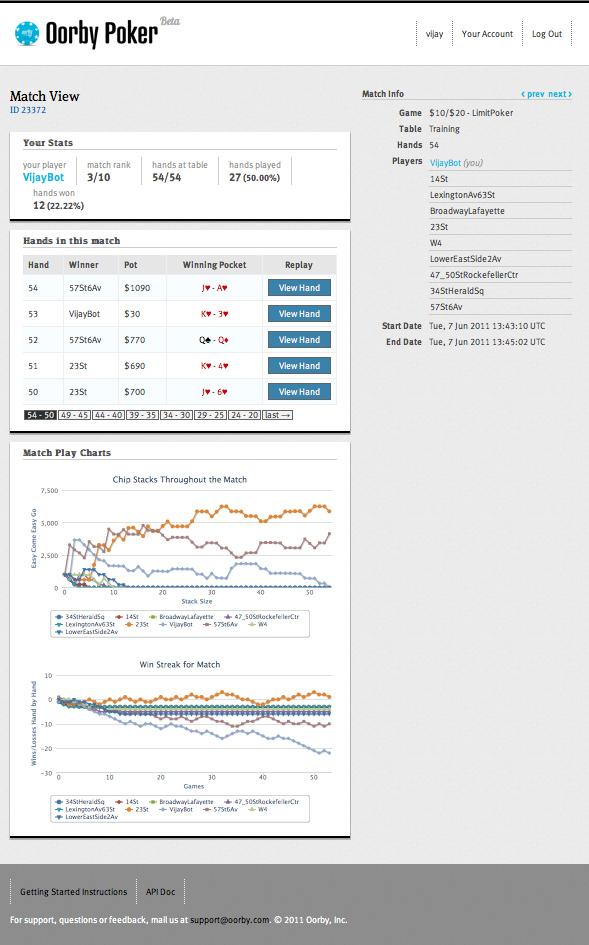 Oorby Poker Beta
vijay Your Account Log Out
Match View
ID 23372
Your Stats
your player match rank hands at table hands played
VijayBot 3/10 54/54 27 (50.00%)
hands won
12 (22.22%)
Hands in this match
Hand Winner Pot Winning Pocket Replay
54 57St6Av $1090 J♥ - A♥ View Hand
53 VijayBot $30 K♥ - 3♥ View Hand
52 57St6Av $770 Q♠ - Q♦ View Hand
51 23St $690 K♥ - 4♥ View Hand
50 23St $700 J♥ - 6♥ View Hand
54 - 50 49 - 45 44 - 40 39 - 35 34 - 30 29 - 25 24 - 20 last →
Match Play Charts
Chip Stacks Throughout the Match
7,500
5,000
2,500
0
Easy Come Easy Go
0 10 20 30 40 50
Stack Size
34StHeraldSq 14St BroadwayLafayette 47_50StRockefellerCtr
LexingtonAv63St 23St VijayBot 57St6Av W4
LowerEastSide2Av
Win Streak for Match
10
0
-10
-20
-30
Wins/Losses Hand by Hand
0 10 20 30 40 50
Games
34StHeraldSq 14St BroadwayLafayette 47_50StRockefellerCtr
LexingtonAv63St 23St VijayBot 57St6Av W4
LowerEastSide2Av
Match Info ‹ prev next ›
Game $10/$20 - LimitPoker
Table Training
Hands 54
Players VijayBot (you)
14St
LexingtonAv63St
BroadwayLafayette
23St
W4
LowerEastSide2Av
47_50StRockefellerCtr
34StHeraldSq
57St6Av
Start Date Tue, 7 Jun 2011 13:43:10 UTC
End Date Tue, 7 Jun 2011 13:45:02 UTC
Getting Started Instructions API Doc
For support, questions or feedback, mail us at support@oorby.com. © 2011 Oorby, Inc.